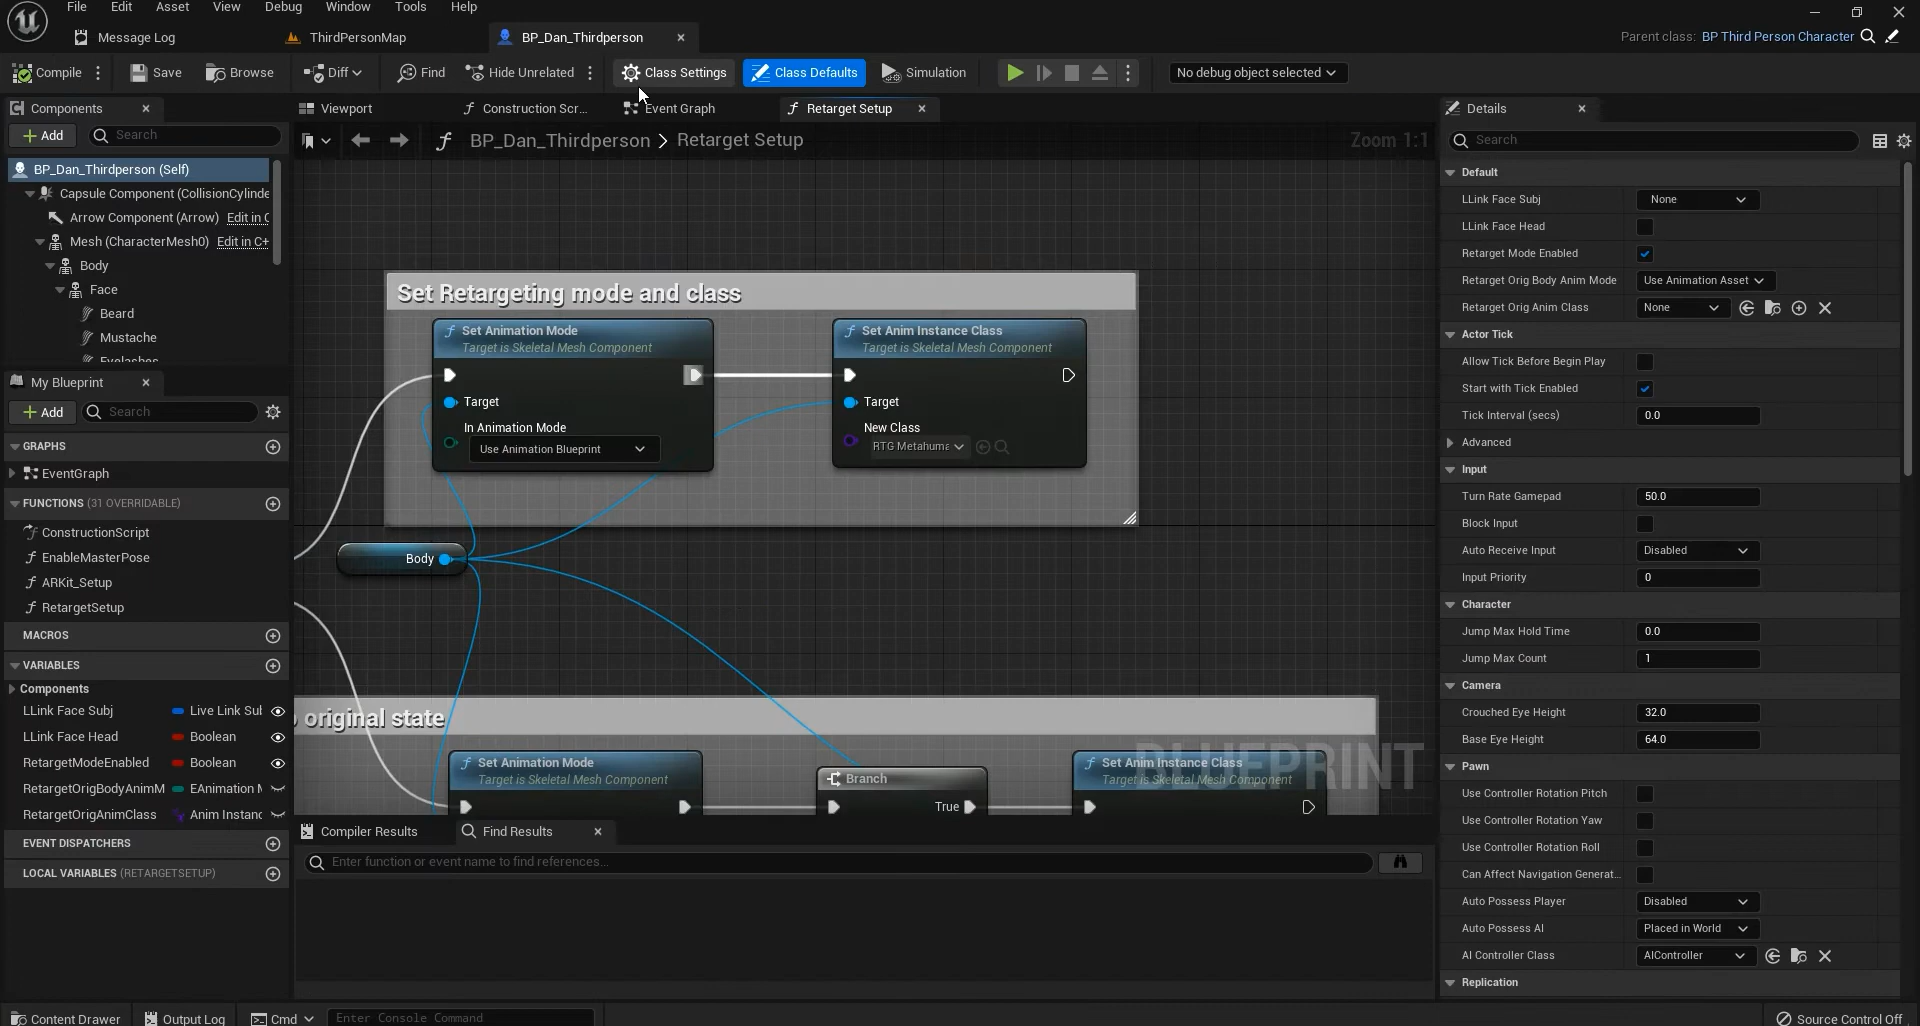 File Edit Asset View Debug Window Tools Help
Message Log ThirdPersonMap BP_Dan_Thirdperson
Parent class: BP Third Person Character
Compile Save Browse Diff Find Hide Unrelated Class Settings Class Defaults Simulation No debug object selected
Components
Add Search
BP_Dan_Thirdperson (Self)
Capsule Component (CollisionCylinde
Arrow Component (Arrow) Edit in C
Mesh (CharacterMesh0) Edit in C+
Body
Face
Beard
Mustache
Eyelashes
My Blueprint
Add Search
GRAPHS
EventGraph
FUNCTIONS (31 OVERRIDABLE)
ConstructionScript
EnableMasterPose
ARKit_Setup
RetargetSetup
MACROS
VARIABLES
Components
LLink Face Subj Live Link Sub
LLink Face Head Boolean
RetargetModeEnabled Boolean
RetargetOrigBodyAnimM EAnimation M
RetargetOrigAnimClass Anim Instanc
EVENT DISPATCHERS
LOCAL VARIABLES (RETARGETSETUP)
Viewport Construction Scr... Event Graph Retarget Setup
BP_Dan_Thirdperson > Retarget Setup Zoom 1:1
Set Retargeting mode and class
Set Animation Mode
Target is Skeletal Mesh Component
Target
In Animation Mode
Use Animation Blueprint
Set Anim Instance Class
Target is Skeletal Mesh Component
Target
New Class
RTG Metahuma
Body
original state
Set Animation Mode
Target is Skeletal Mesh Component
Branch
True
Set Anim Instance Class
Target is Skeletal Mesh Component
BLUEPRINT
Compiler Results Find Results
Enter function or event name to find references...
Details
Search
Default
LLink Face Subj None
LLink Face Head
Retarget Mode Enabled
Retarget Orig Body Anim Mode Use Animation Asset
Retarget Orig Anim Class None
Actor Tick
Allow Tick Before Begin Play
Start with Tick Enabled
Tick Interval (secs) 0.0
Advanced
Input
Turn Rate Gamepad 50.0
Block Input
Auto Receive Input Disabled
Input Priority 0
Character
Jump Max Hold Time 0.0
Jump Max Count 1
Camera
Crouched Eye Height 32.0
Base Eye Height 64.0
Pawn
Use Controller Rotation Pitch
Use Controller Rotation Yaw
Use Controller Rotation Roll
Can Affect Navigation Generat...
Auto Possess Player Disabled
Auto Possess AI Placed in World
AI Controller Class AIController
Replication
Content Drawer Output Log Cmd Enter Console Command Source Control Off